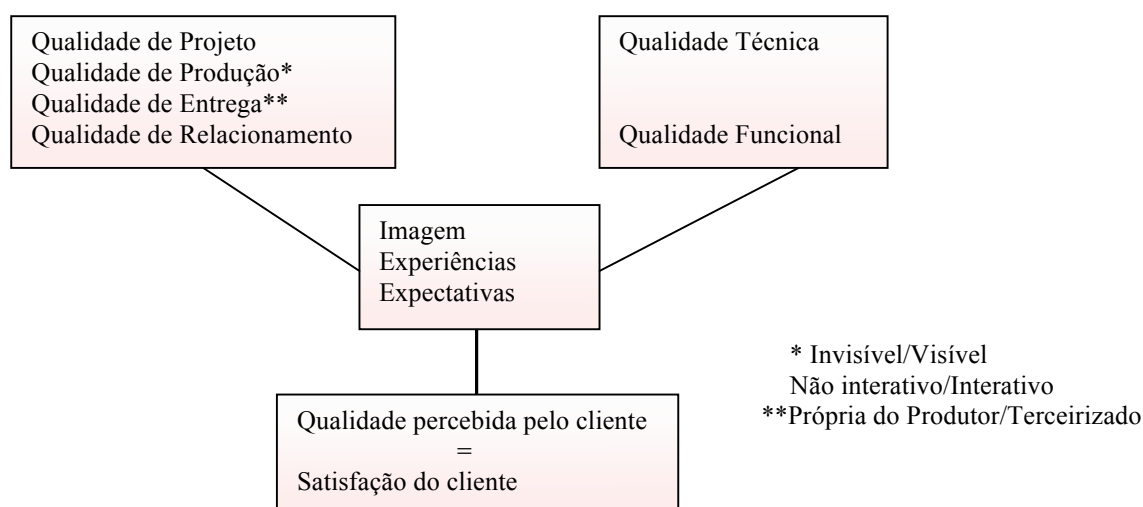 Qualidade de Projeto
Qualidade de Produção*
Qualidade de Entrega**
Qualidade de Relacionamento
Qualidade Técnica
Qualidade Funcional
Imagem
Experiências
Expectativas
* Invisível/Visível
Não interativo/Interativo
**Própria do Produtor/Terceirizado
Qualidade percebida pelo cliente
=
Satisfação do cliente